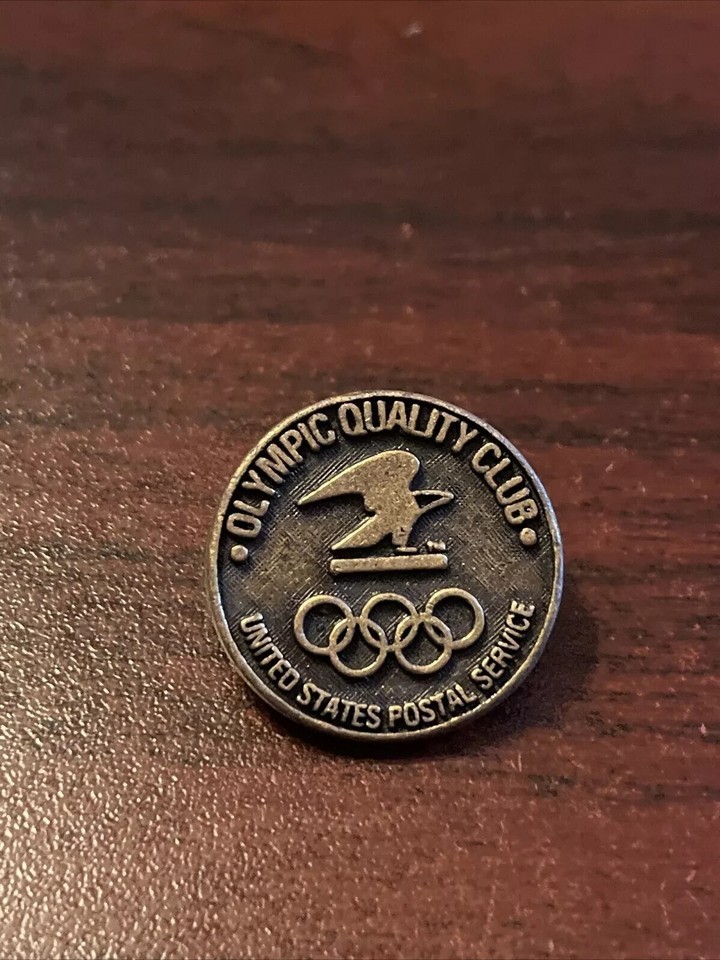 • OLYMPIC QUALITY CLUB •
UNITED STATES POSTAL SERVICE